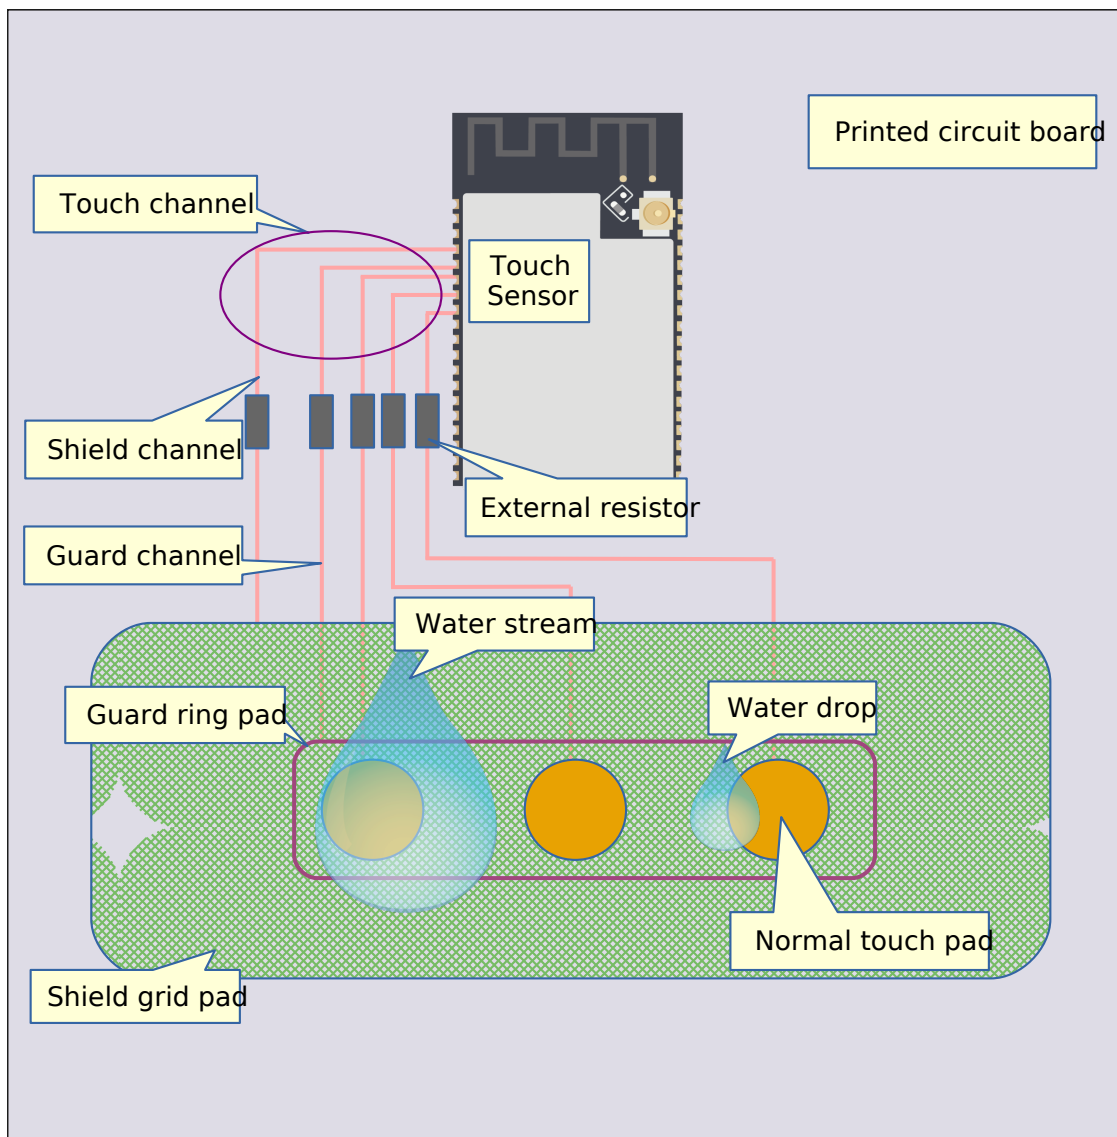 Printed circuit board
Touch channel
Touch
Sensor
Shield channel
External resistor
Guard channel
Water stream
Guard ring pad
Water drop
Normal touch pad
Shield grid pad